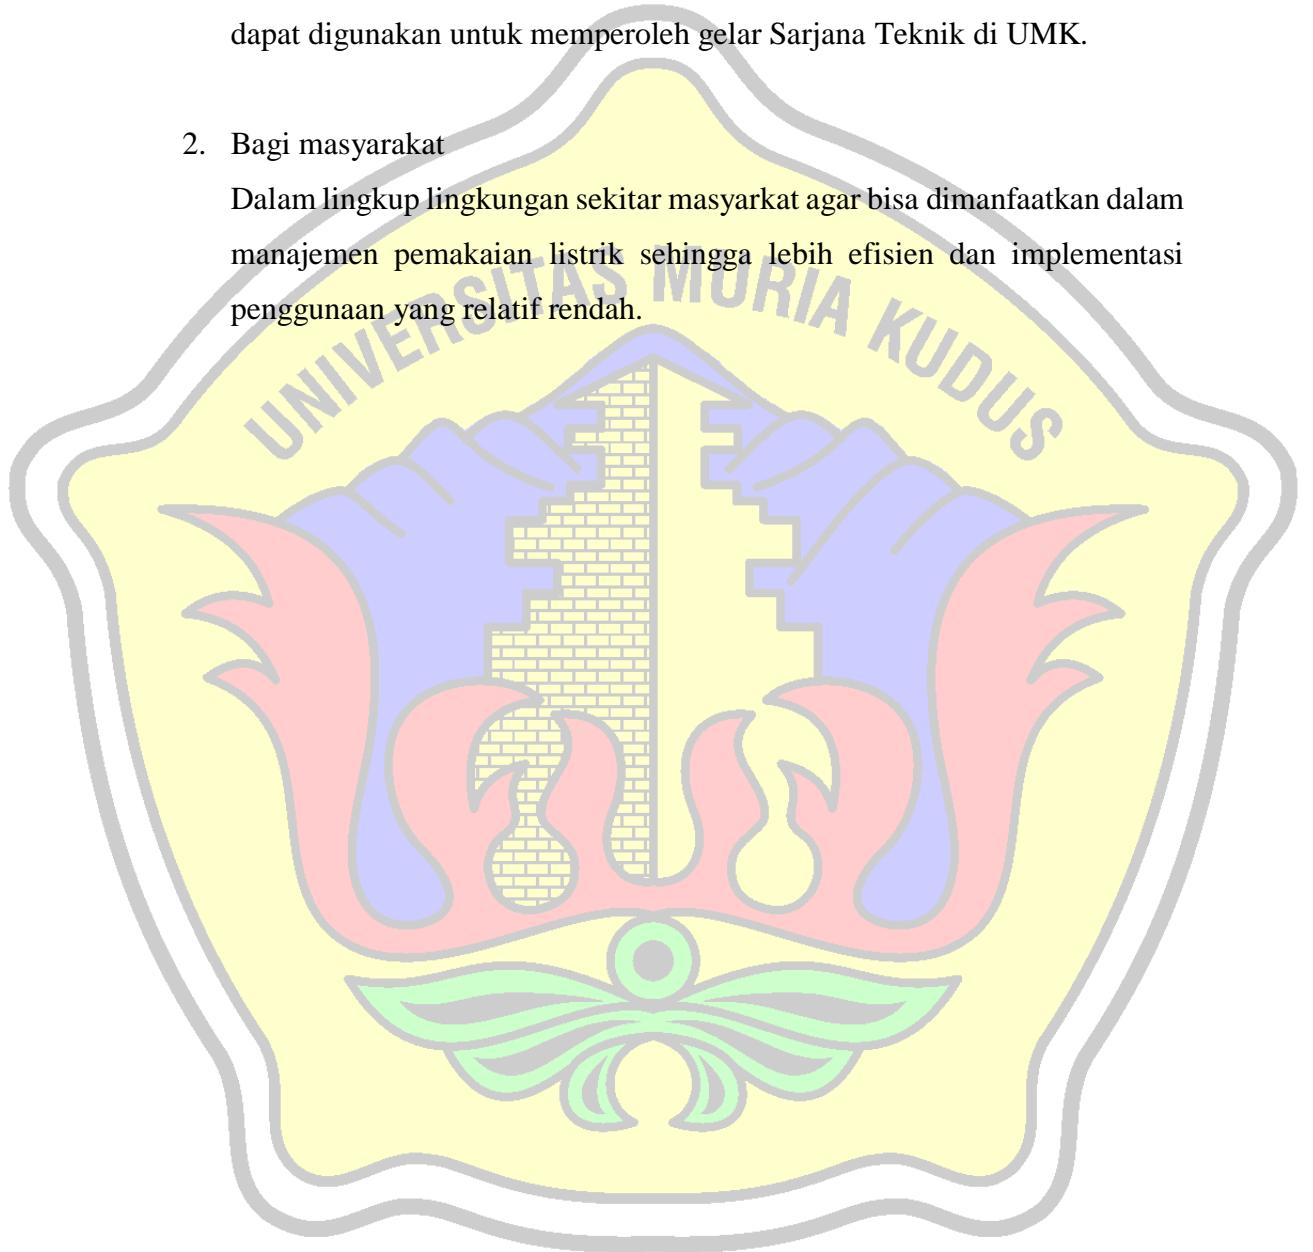 dapat digunakan untuk memperoleh gelar Sarjana Teknik di UMK.
2. Bagi masyarakat
Dalam lingkup lingkungan sekitar masyarkat agar bisa dimanfaatkan dalam
manajemen pemakaian listrik sehingga lebih efisien dan implementasi
penggunaan yang relatif rendah.
UNIVERSITAS MURIA KUDUS